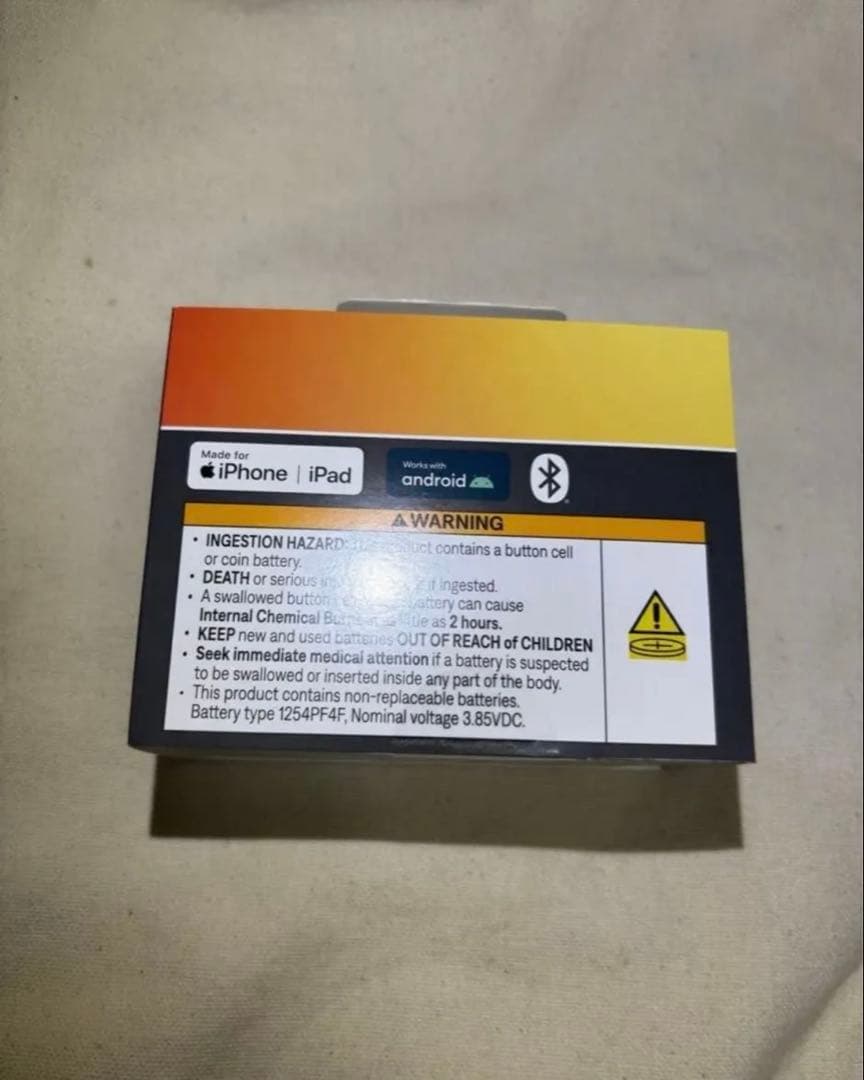 Made for
iPhone | iPad
Works with
android
WARNING
• INGESTION HAZARD: product contains a button cell
or coin battery.
• DEATH or serious if ingested.
• A swallowed button battery can cause
Internal Chemical as 2 hours.
• KEEP new and used batteries OUT OF REACH of CHILDREN
• Seek immediate medical attention if a battery is suspected
to be swallowed or inserted inside any part of the body.
• This product contains non-replaceable batteries.
Battery type 1254PF4F, Nominal voltage 3.85VDC.